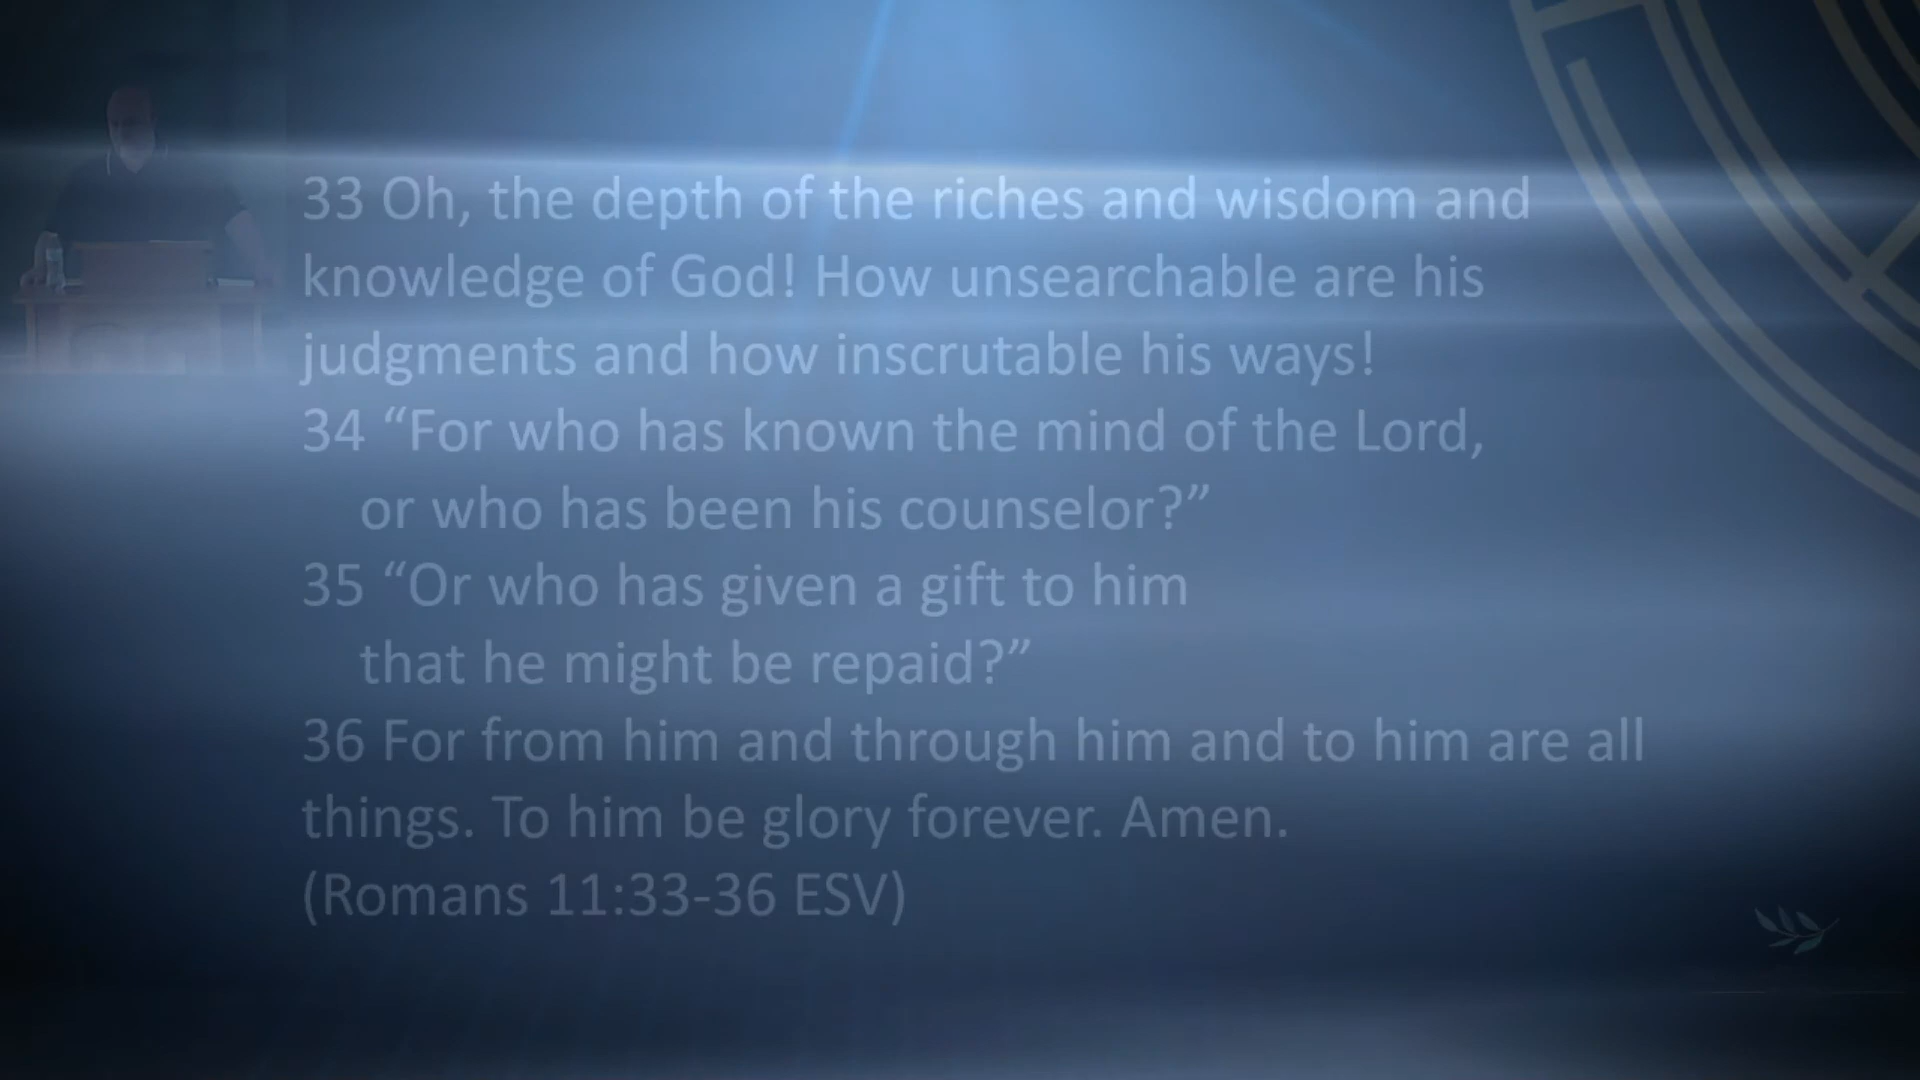 33 Oh, the depth of the riches and wisdom and
knowledge of God! How unsearchable are his
judgments and how inscrutable his ways!
34 “For who has known the mind of the Lord,
or who has been his counselor?”
35 “Or who has given a gift to him
that he might be repaid?”
36 For from him and through him and to him are all
things. To him be glory forever. Amen.
(Romans 11:33-36 ESV)